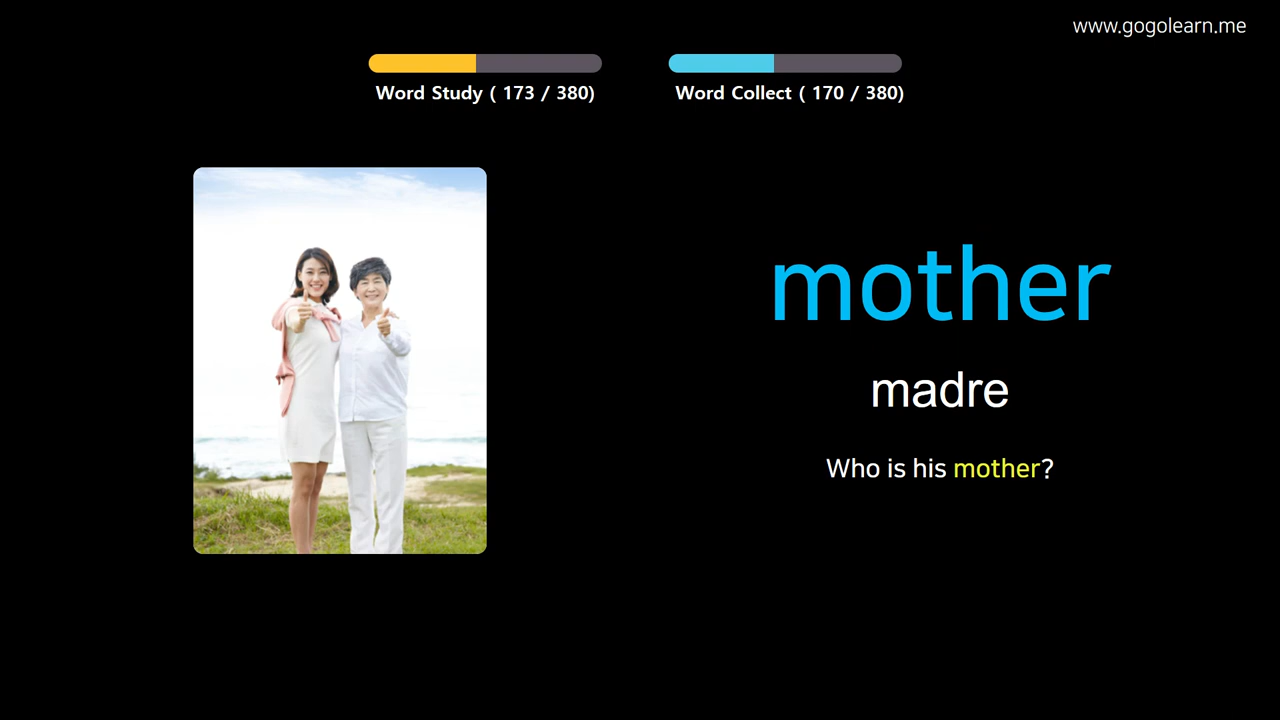 www.gogolearn.me
Word Study ( 173 / 380)
Word Collect ( 170 / 380)
mother
madre
Who is his mother?